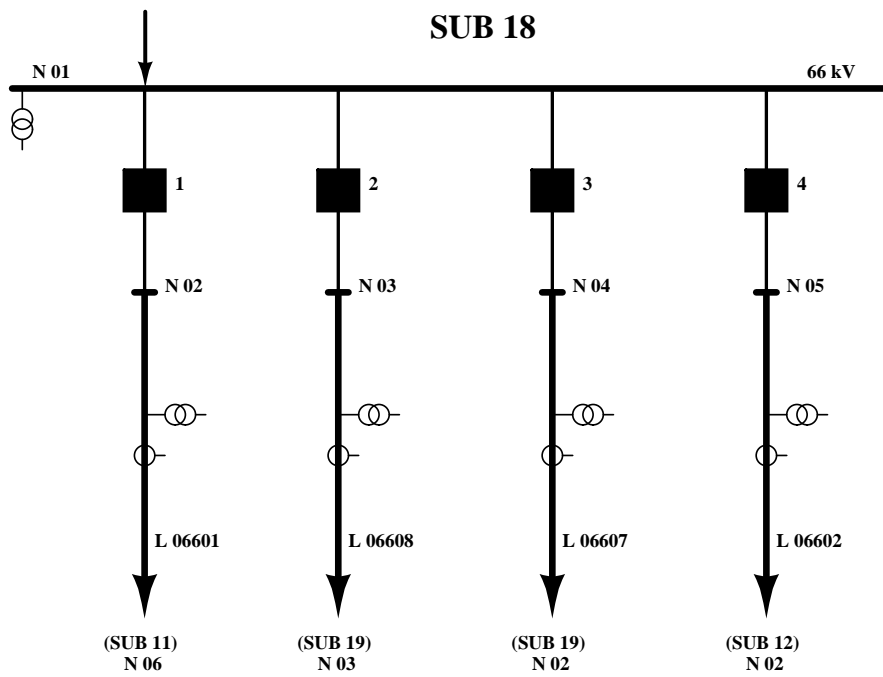 SUB 18
N 01 66 kV
1 2 3 4
N 02 N 03 N 04 N 05
L 06601 L 06608 L 06607 L 06602
(SUB 11) (SUB 19) (SUB 19) (SUB 12)
N 06 N 03 N 02 N 02